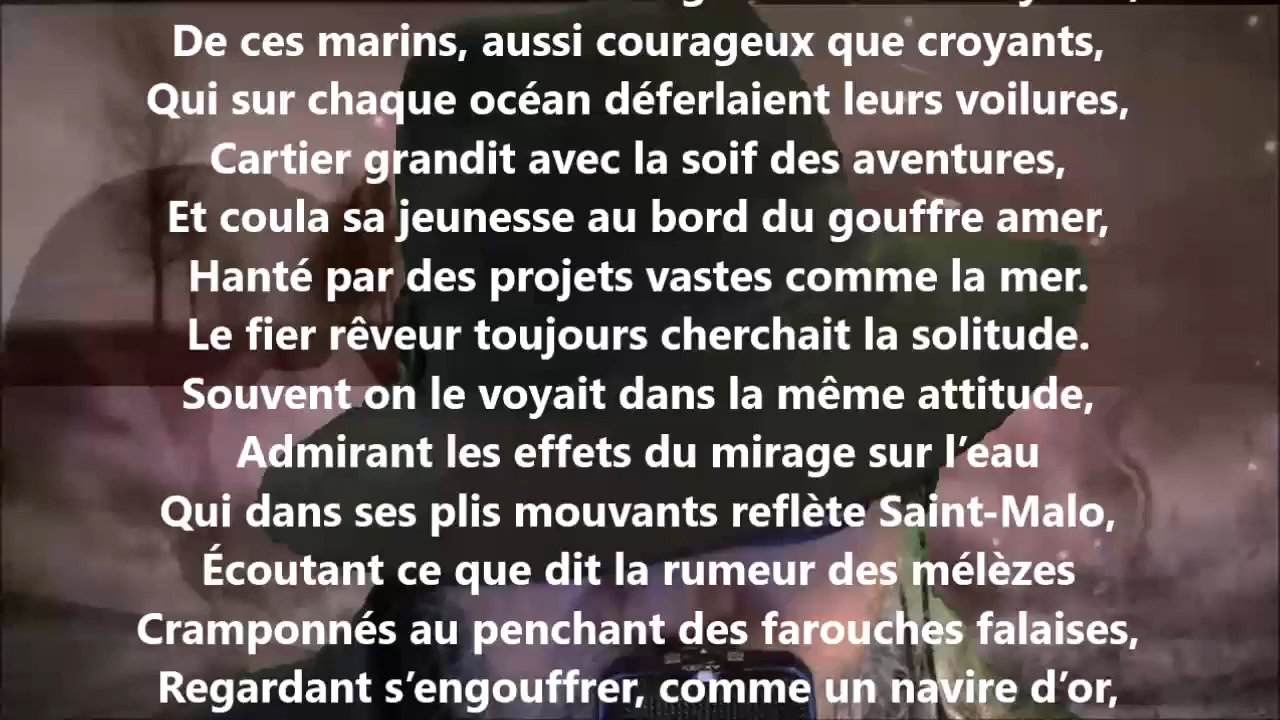 De ces marins, aussi courageux que croyants,
Qui sur chaque océan déferlaient leurs voilures,
Cartier grandit avec la soif des aventures,
Et coula sa jeunesse au bord du gouffre amer,
Hanté par des projets vastes comme la mer.
Le fier rêveur toujours cherchait la solitude.
Souvent on le voyait dans la même attitude,
Admirant les effets du mirage sur l’eau
Qui dans ses plis mouvants reflète Saint-Malo,
Écoutant ce que dit la rumeur des mélèzes
Cramponnés au penchant des farouches falaises,
Regardant s’engouffrer, comme un navire d’or,